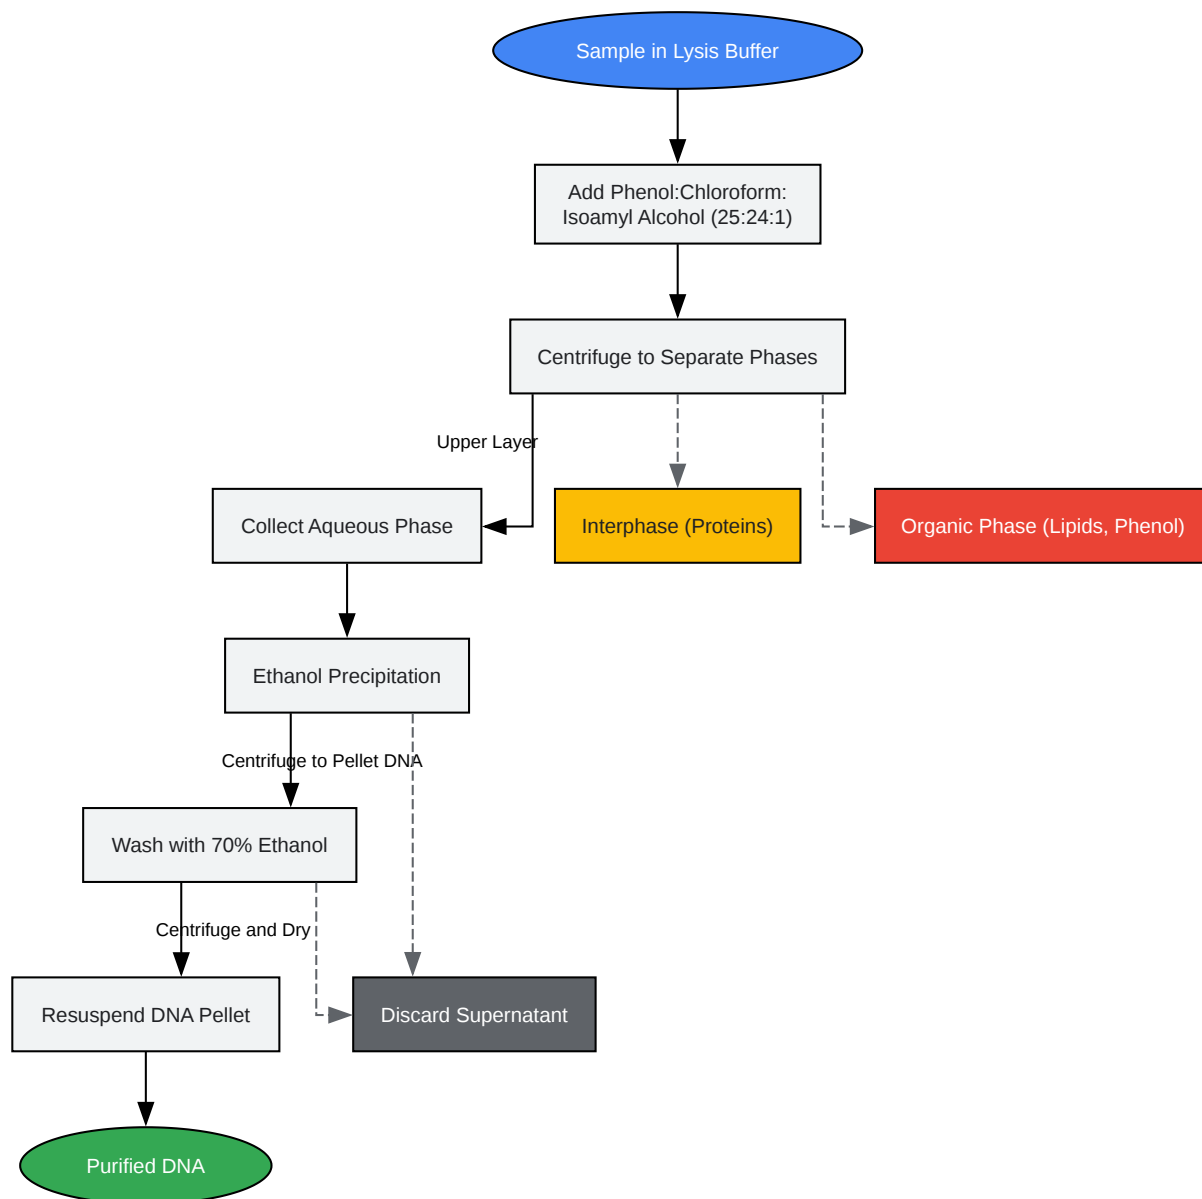 Sample in Lysis Buffer
Add Phenol:Chloroform:
Isoamyl Alcohol (25:24:1)
Centrifuge to Separate Phases
Upper Layer
Collect Aqueous Phase
Interphase (Proteins)
Organic Phase (Lipids, Phenol)
Ethanol Precipitation
Centrifuge to Pellet DNA
Wash with 70% Ethanol
Centrifuge and Dry
Resuspend DNA Pellet
Discard Supernatant
Purified DNA